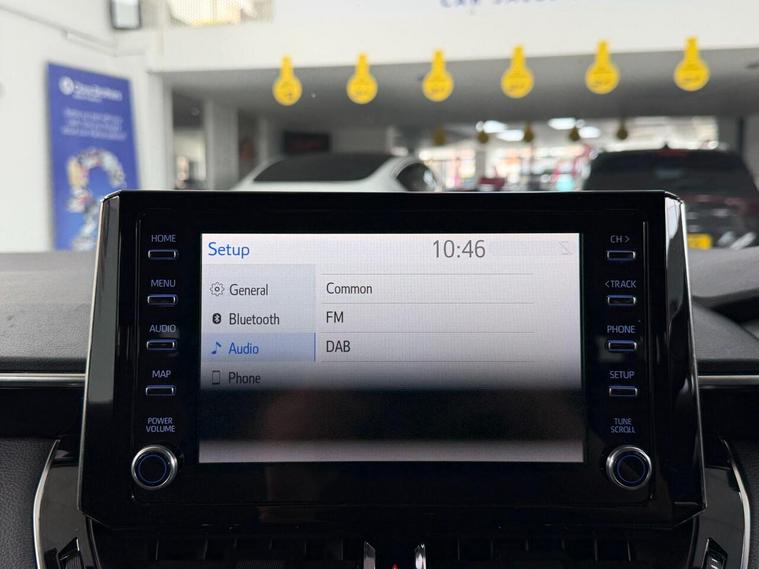 HOME
MENU
AUDIO
MAP
POWER
VOLUME
Setup
10:46
General
Bluetooth
Audio
Phone
Common
FM
DAB
CH >
< TRACK
PHONE
SETUP
TUNE
SCROLL